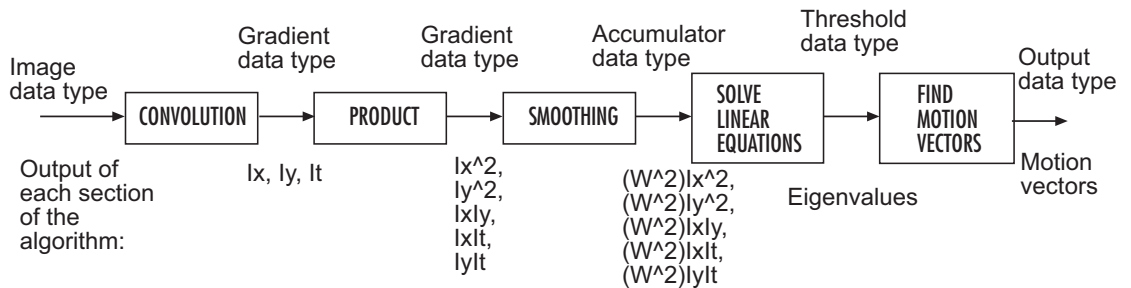 Image
data type
CONVOLUTION
Gradient
data type
PRODUCT
Gradient
data type
SMOOTHING
Accumulator
data type
SOLVE
LINEAR
EQUATIONS
Threshold
data type
FIND
MOTION
VECTORS
Output
data type
Output of
each section
of the
algorithm:
Ix, Iy, It
Ix^2,
Iy^2,
IxIy,
IxIt,
IyIt
(W^2)Ix^2,
(W^2)Iy^2,
(W^2)IxIy,
(W^2)IxIt,
(W^2)IyIt
Eigenvalues
Motion
vectors